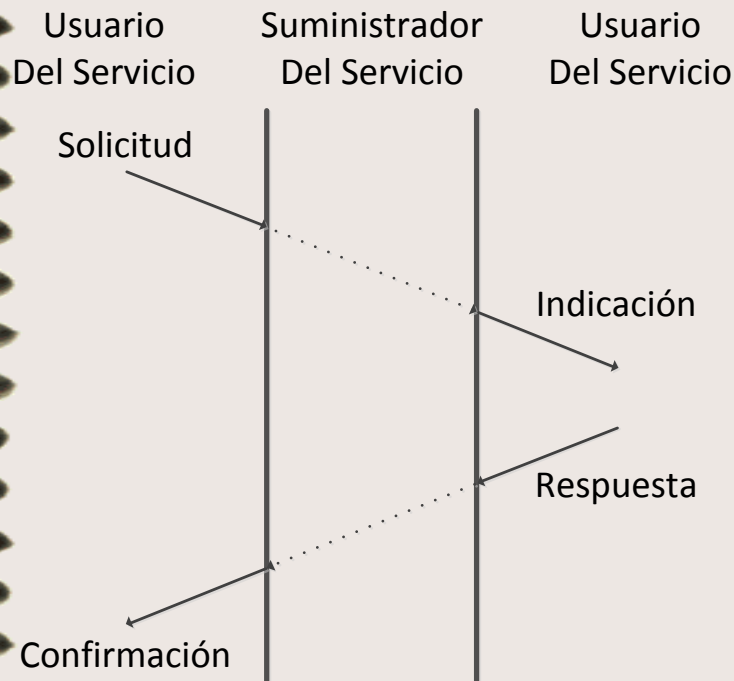 Usuario
Del Servicio
Suministrador
Del Servicio
Usuario
Del Servicio
Solicitud
Indicación
Respuesta
Confirmación